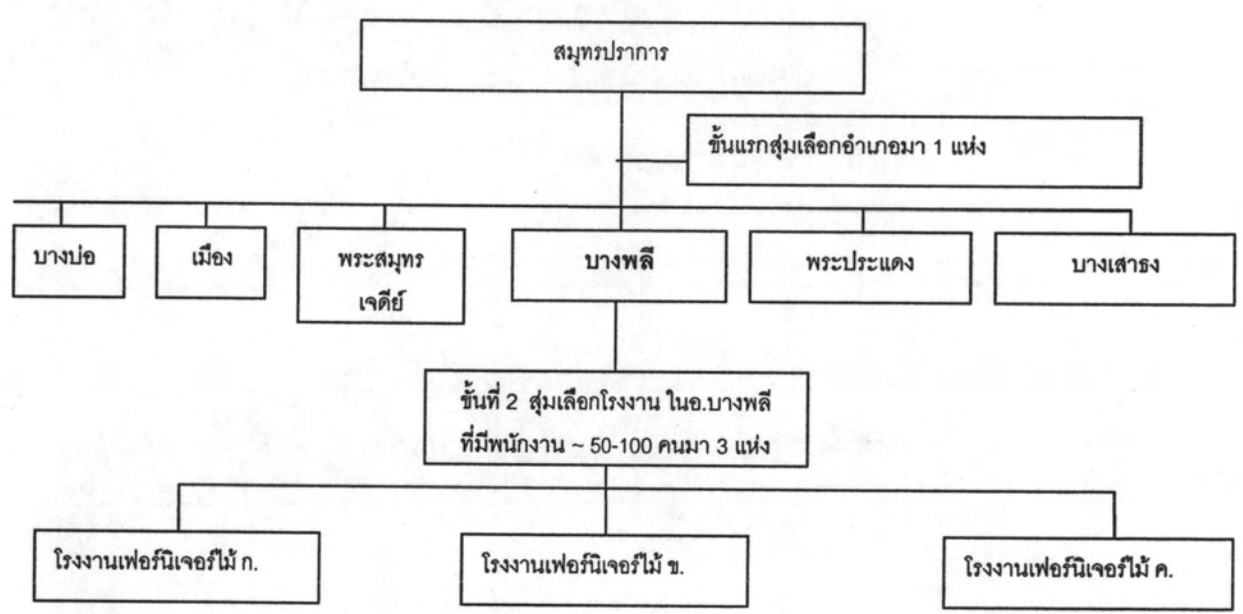 สมุทรปราการ
ขั้นแรกสุ่มเลือกอำเภอมา 1 แห่ง
บางบ่อ
เมือง
พระสมุทร
เจดีย์
บางพลี
พระประแดง
บางเสาธง
ขั้นที่ 2 สุ่มเลือกโรงงาน ในอ.บางพลี
ที่มีพนักงาน ~ 50-100 คนมา 3 แห่ง
โรงงานเฟอร์นิเจอร์ไม้ ก.
โรงงานเฟอร์นิเจอร์ไม้ ข.
โรงงานเฟอร์นิเจอร์ไม้ ค.